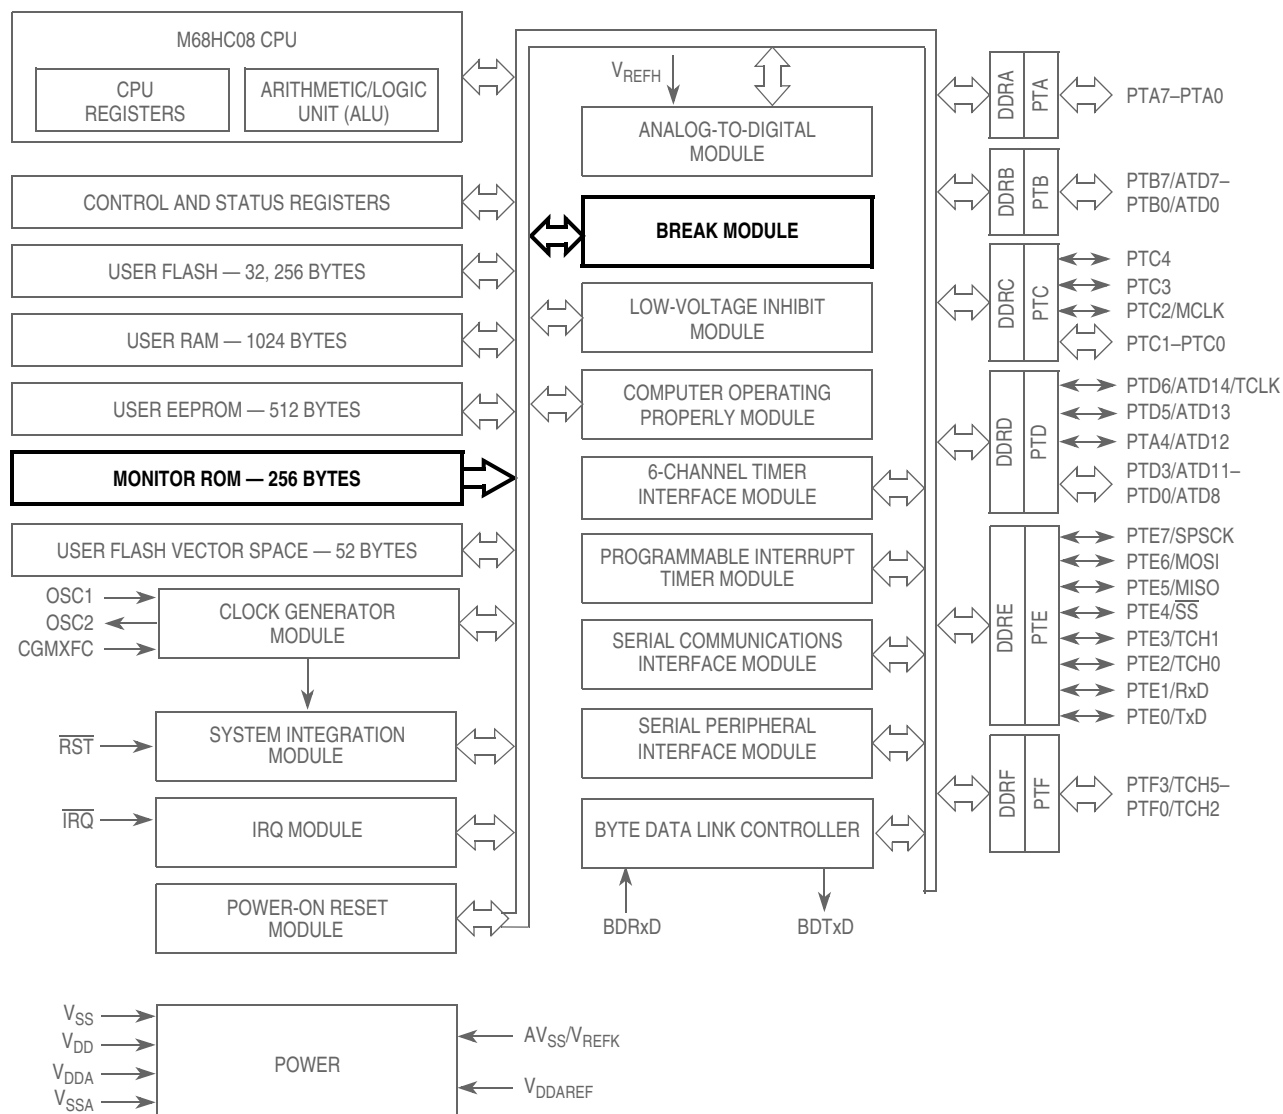 M68HC08 CPU
CPU
REGISTERS
ARITHMETIC/LOGIC
UNIT (ALU)
CONTROL AND STATUS REGISTERS
USER FLASH — 32, 256 BYTES
USER RAM — 1024 BYTES
USER EEPROM — 512 BYTES
MONITOR ROM — 256 BYTES
USER FLASH VECTOR SPACE — 52 BYTES
OSC1
OSC2
CGMXFC
CLOCK GENERATOR
MODULE
RST
SYSTEM INTEGRATION
MODULE
IRQ
IRQ MODULE
POWER-ON RESET
MODULE
VSS
VDD
VDDA
VSSA
POWER
AVSS/VREFK
VDDAREF
VREFH
ANALOG-TO-DIGITAL
MODULE
BREAK MODULE
LOW-VOLTAGE INHIBIT
MODULE
COMPUTER OPERATING
PROPERLY MODULE
6-CHANNEL TIMER
INTERFACE MODULE
PROGRAMMABLE INTERRUPT
TIMER MODULE
SERIAL COMMUNICATIONS
INTERFACE MODULE
SERIAL PERIPHERAL
INTERFACE MODULE
BYTE DATA LINK CONTROLLER
BDRxD
BDTxD
DDRA
PTA
PTA7–PTA0
DDRB
PTB
PTB7/ATD7–
PTB0/ATD0
DDRC
PTC
PTC4
PTC3
PTC2/MCLK
PTC1–PTC0
DDRD
PTD
PTD6/ATD14/TCLK
PTD5/ATD13
PTA4/ATD12
PTD3/ATD11–
PTD0/ATD8
DDRE
PTE
PTE7/SPSCK
PTE6/MOSI
PTE5/MISO
PTE4/SS
PTE3/TCH1
PTE2/TCH0
PTE1/RxD
PTE0/TxD
DDRF
PTF
PTF3/TCH5–
PTF0/TCH2